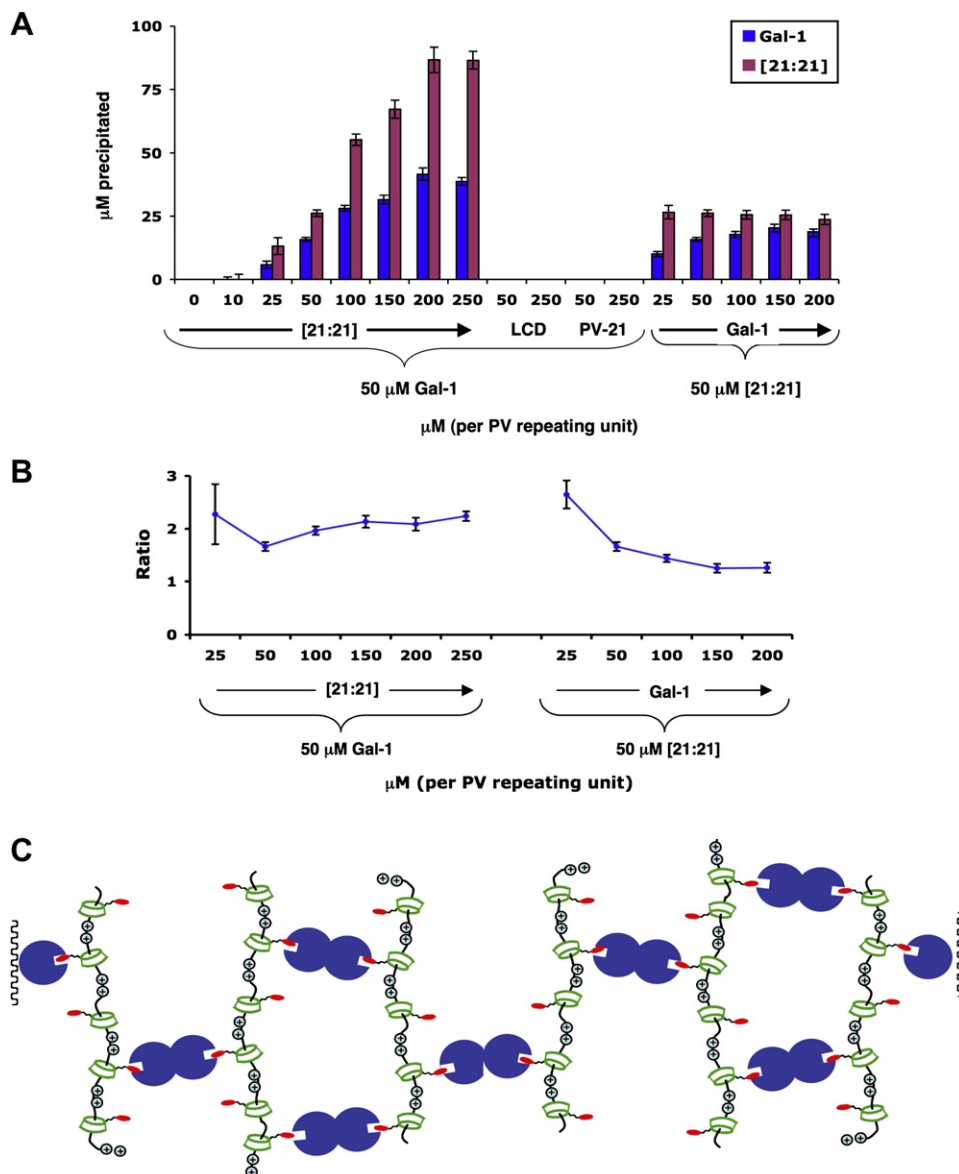 A
100
75
50
25
0
μM precipitated
Gal-1
[21:21]
0 10 25 50 100 150 200 250 50 250 50 250 25 50 100 150 200
[21:21] LCD PV-21 Gal-1
50 μM Gal-1 50 μM [21:21]
μM (per PV repeating unit)
B
3
2
1
0
Ratio
25 50 100 150 200 250 25 50 100 150 200
[21:21] Gal-1
50 μM Gal-1 50 μM [21:21]
μM (per PV repeating unit)
C